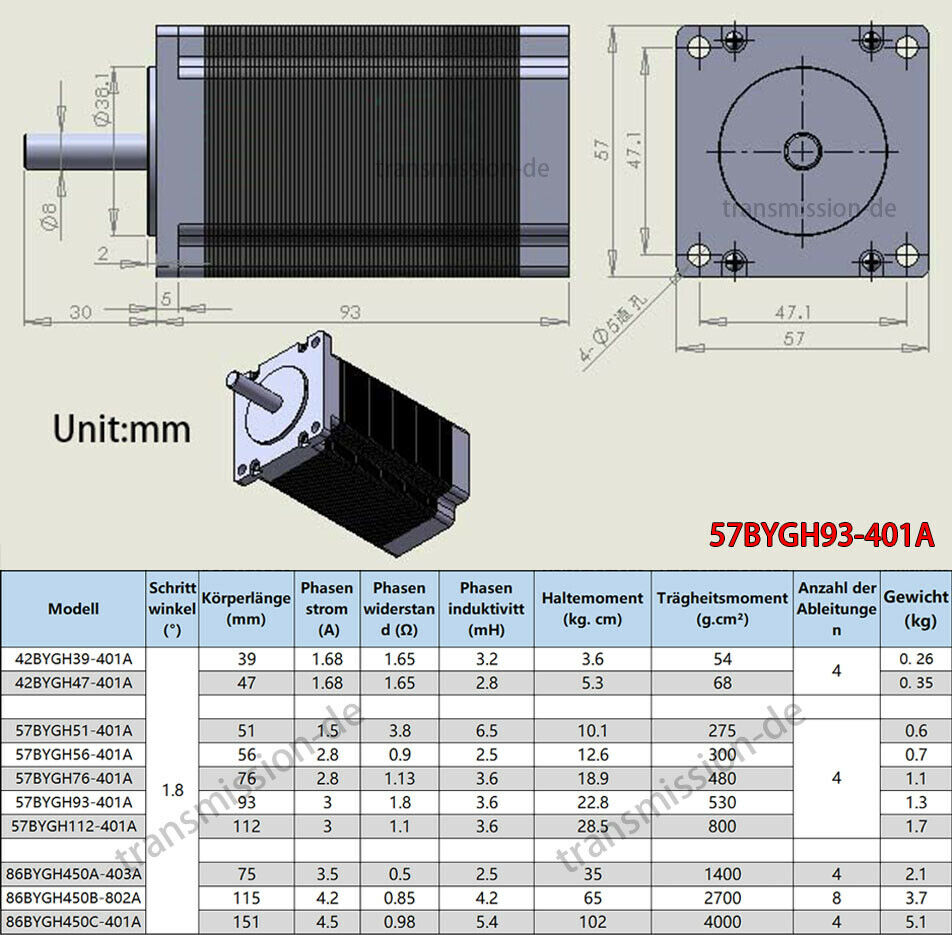 Φ38.1
Φ8
2
30
5
93
57
47.1
47.1
57
4-Φ5通孔
transmission-de
transmission-de
Unit:mm
57BYGH93-401A
Modell Schritt winkel (°) Körperlänge (mm) Phasen strom (A) Phasen widerstan d (Ω) Phasen induktivitt (mH) Haltemoment (kg. cm) Trägheitsmoment (g.cm²) Anzahl der Ableitunge n Gewicht (kg)
42BYGH39-401A 39 1.68 1.65 3.2 3.6 54 4 0. 26
42BYGH47-401A 47 1.68 1.65 2.8 5.3 68 0. 35
57BYGH51-401A 51 1.5 3.8 6.5 10.1 275 0.6
57BYGH56-401A 56 2.8 0.9 2.5 12.6 300 0.7
57BYGH76-401A 1.8 76 2.8 1.13 3.6 18.9 480 4 1.1
57BYGH93-401A 93 3 1.8 3.6 22.8 530 1.3
57BYGH112-401A 112 3 1.1 3.6 28.5 800 1.7
86BYGH450A-403A 75 3.5 0.5 2.5 35 1400 4 2.1
86BYGH450B-802A 115 4.2 0.85 4.2 65 2700 8 3.7
86BYGH450C-401A 151 4.5 0.98 5.4 102 4000 4 5.1
transmission-de
transmission-de